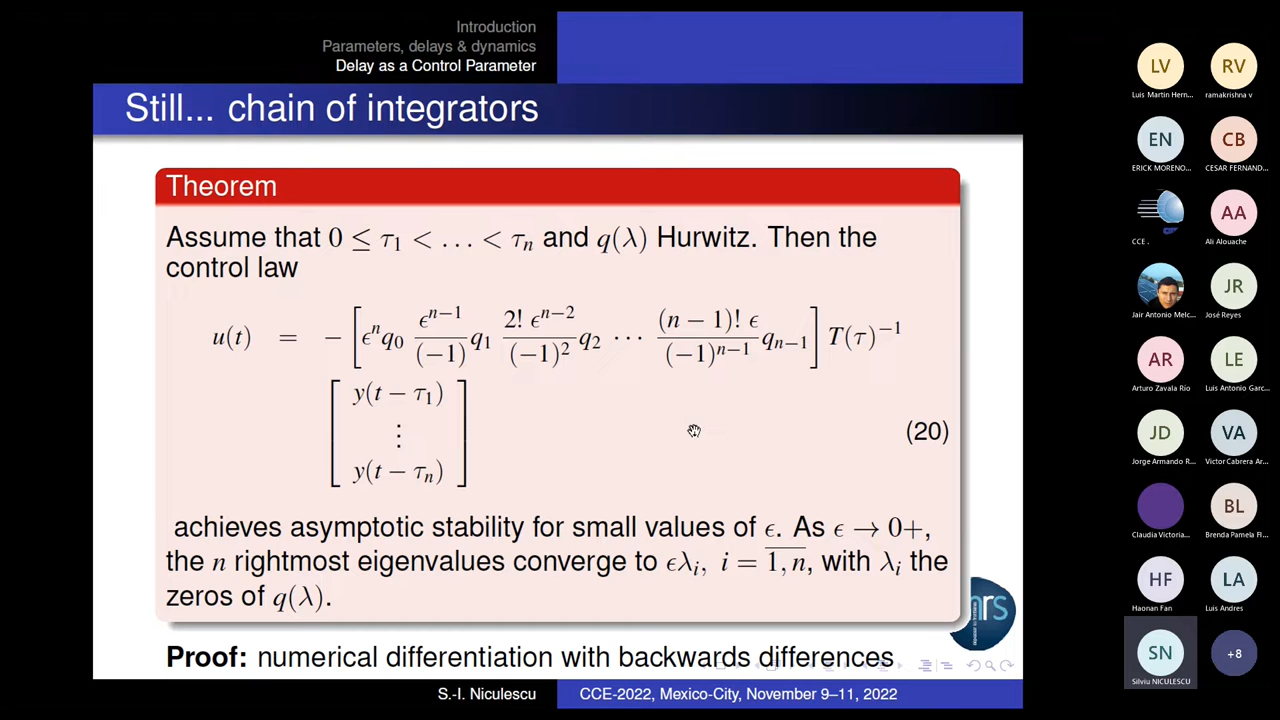 Introduction
Parameters, delays & dynamics
Delay as a Control Parameter
Still... chain of integrators
Theorem
Assume that 0 ≤ τ₁ < … < τₙ and q(λ) Hurwitz. Then the
control law
u(t) = − [ ϵⁿq₀ ϵⁿ⁻¹/(−1) q₁ 2! ϵⁿ⁻²/(−1)² q₂ ⋯ (n − 1)! ϵ/(−1)ⁿ⁻¹ qₙ₋₁ ] T(τ)⁻¹
y(t − τ₁)
⋮
(20)
y(t − τₙ)
achieves asymptotic stability for small values of ϵ. As ϵ → 0+,
the n rightmost eigenvalues converge to ϵλᵢ, i = 1, n, with λᵢ the
zeros of q(λ).
Proof: numerical differentiation with backwards differences
S.-I. Niculescu
CCE-2022, Mexico-City, November 9–11, 2022
LV
RV
Luis Martin Hern...
ramakrishna v
EN
CB
ERICK MORENO...
CESAR FERNAND...
AA
CCE .
Ali Alouache
JR
Jair Antonio Melc...
José Reyes
AR
LE
Arturo Zavala Río
Luis Antonio Garc...
JD
VA
Jorge Armando R...
Victor Cabrera Ar...
BL
Claudia Victoria...
Brenda Pamela Fl...
HF
LA
Haonan Fan
Luis Andres
SN
+8
Silviu NICULESCU